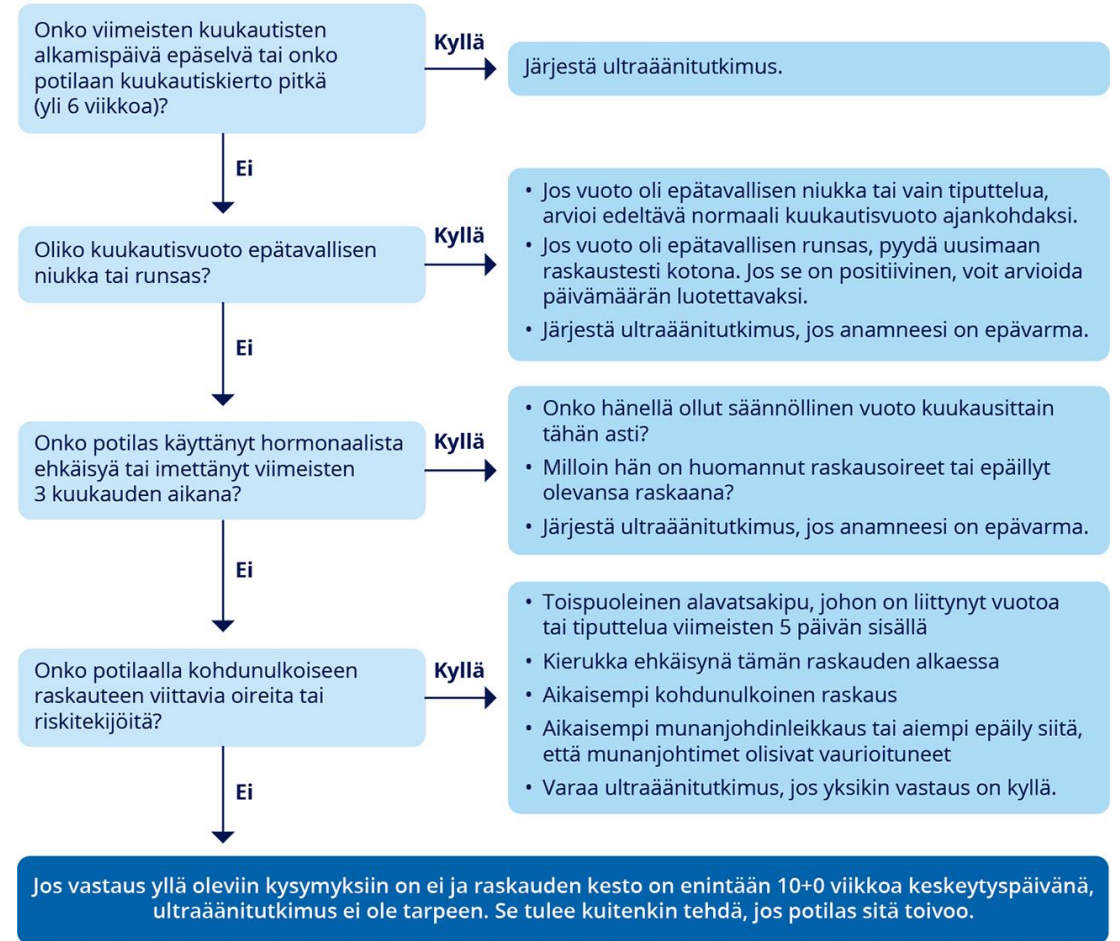 Onko viimeisten kuukautisten
alkamispäivä epäselvä tai onko
potilaan kuukautiskierto pitkä
(yli 6 viikkoa)?
Kyllä
Järjestä ultraäänitutkimus.
Ei
Oliko kuukautisvuoto epätavallisen
niukka tai runsas?
Kyllä
• Jos vuoto oli epätavallisen niukka tai vain tiputtelua,
arvioi edeltävä normaali kuukautisvuoto ajankohdaksi.
• Jos vuoto oli epätavallisen runsas, pyydä uusimaan
raskaustesti kotona. Jos se on positiivinen, voit arvioida
päivämäärän luotettavaksi.
• Järjestä ultraäänitutkimus, jos anamneesi on epävarma.
Ei
Onko potilas käyttänyt hormonaalista
ehkäisyä tai imettänyt viimeisten
3 kuukauden aikana?
Kyllä
• Onko hänellä ollut säännöllinen vuoto kuukausittain
tähän asti?
• Milloin hän on huomannut raskausoireet tai epäillyt
olevansa raskaana?
• Järjestä ultraäänitutkimus, jos anamneesi on epävarma.
Ei
Onko potilaalla kohdunulkoiseen
raskauteen viittavia oireita tai
riskitekijöitä?
Kyllä
• Toispuoleinen alavatsakipu, johon on liittynyt vuotoa
tai tiputtelua viimeisten 5 päivän sisällä
• Kierukka ehkäisynä tämän raskauden alkaessa
• Aikaisempi kohdunulkoinen raskaus
• Aikaisempi munanjohdinleikkaus tai aiempi epäily siitä,
että munanjohtimet olisivat vaurioituneet
• Varaa ultraäänitutkimus, jos yksikin vastaus on kyllä.
Ei
Jos vastaus yllä oleviin kysymyksiin on ei ja raskauden kesto on enintään 10+0 viikkoa keskeytyspäivänä,
ultraäänitutkimus ei ole tarpeen. Se tulee kuitenkin tehdä, jos potilas sitä toivoo.